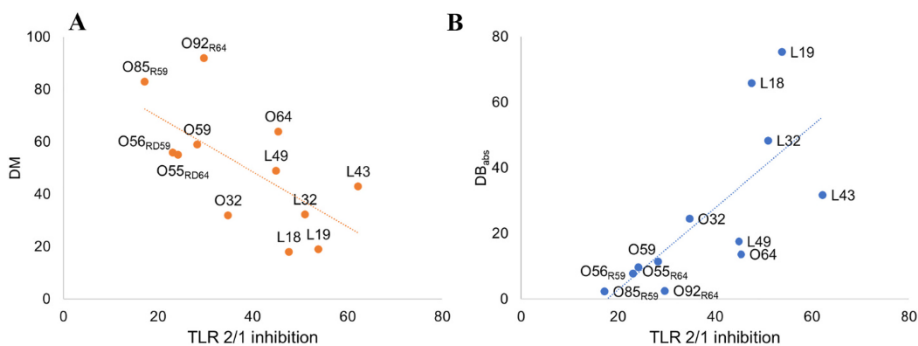 A
100
80
60
40
20
0
DM
O92R64
O85R59
O64
O59
O56RD59
O55RD64
L49
L43
O32
L32
L18
L19
0
20
40
60
80
TLR 2/1 inhibition
B
80
60
40
20
0
DBabs
L19
L18
L32
L43
O32
L49
O64
O59
O56R59
O55R64
O85R59
O92R64
0
20
40
60
80
TLR 2/1 inhibition